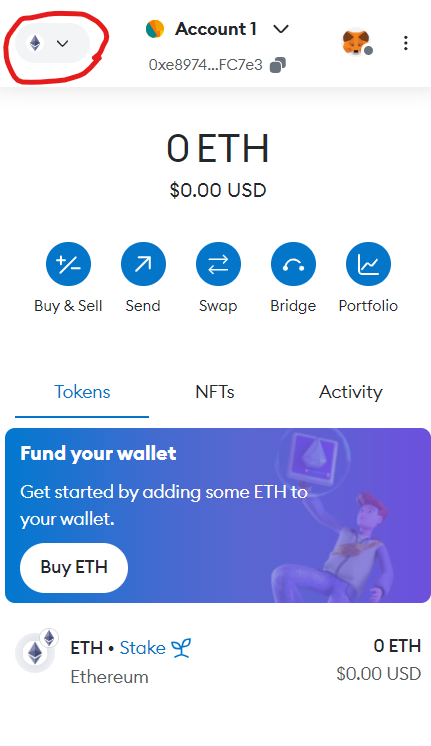 Account 1
0xe8974...FC7e3
0 ETH
$0.00 USD
Buy & Sell
Send
Swap
Bridge
Portfolio
Tokens
NFTs
Activity
Fund your wallet
Get started by adding some ETH to
your wallet.
Buy ETH
ETH • Stake
0 ETH
Ethereum
$0.00 USD